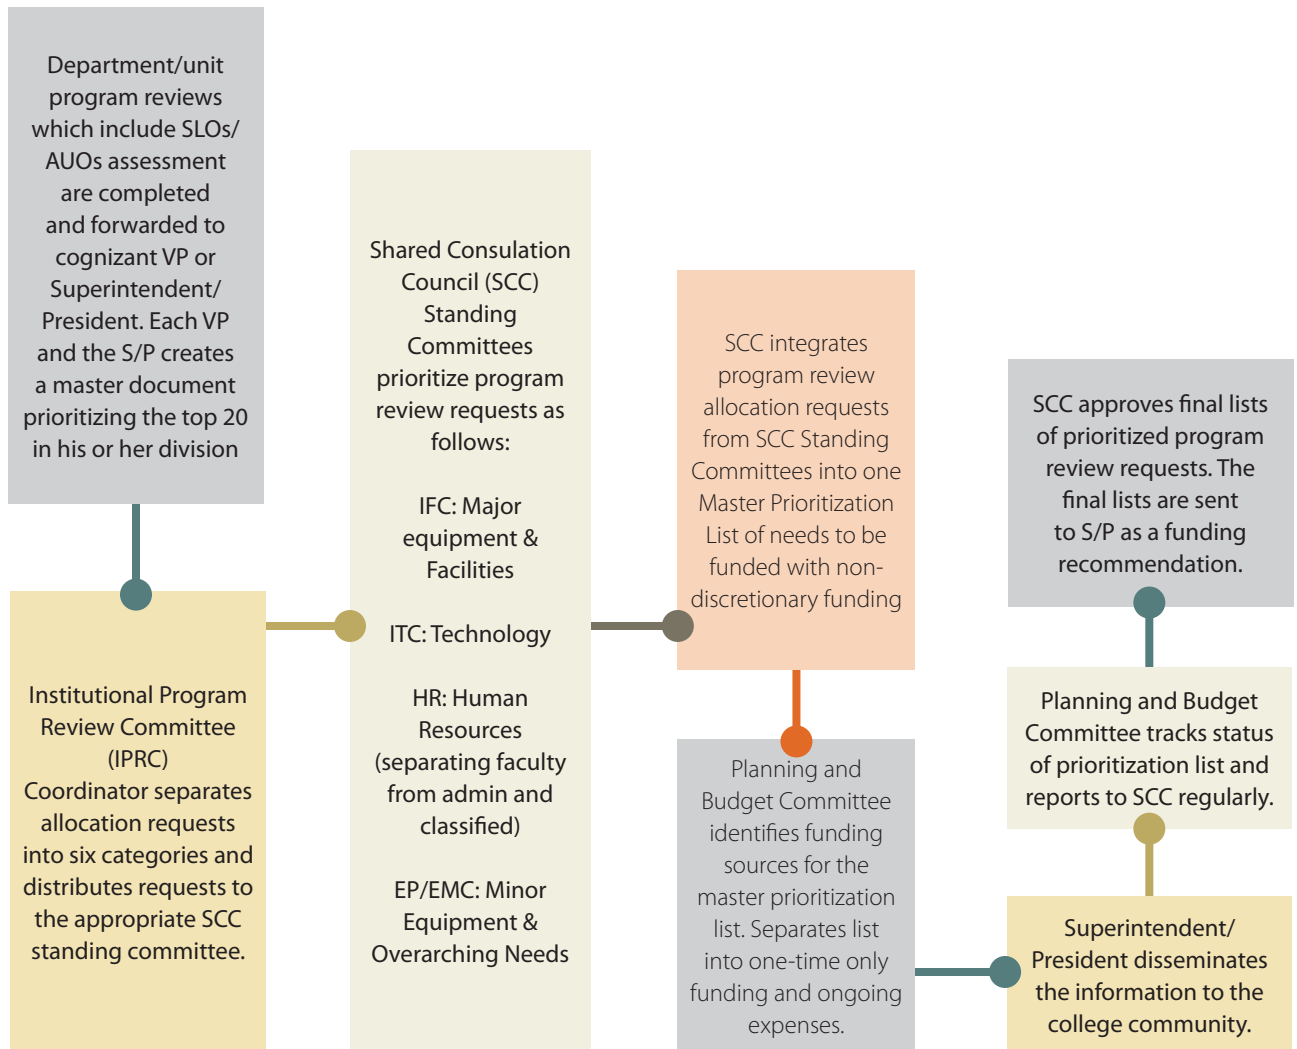 Department/unit
program reviews
which include SLOs/
AUOs assessment
are completed
and forwarded to
cognizant VP or
Superintendent/
President. Each VP
and the S/P creates
a master document
prioritizing the top 20
in his or her division
Institutional Program
Review Committee
(IPRC)
Coordinator separates
allocation requests
into six categories and
distributes requests to
the appropriate SCC
standing committee.
Shared Consulation
Council (SCC)
Standing
Committees
prioritize program
review requests as
follows:
IFC: Major
equipment &
Facilities
ITC: Technology
HR: Human
Resources
(separating faculty
from admin and
classified)
EP/EMC: Minor
Equipment &
Overarching Needs
SCC integrates
program review
allocation requests
from SCC Standing
Committees into one
Master Prioritization
List of needs to be
funded with non-
discretionary funding
Planning and
Budget Committee
identifies funding
sources for the
master prioritization
list. Separates list
into one-time only
funding and ongoing
expenses.
Superintendent/
President disseminates
the information to the
college community.
Planning and Budget
Committee tracks status
of prioritization list and
reports to SCC regularly.
SCC approves final lists
of prioritized program
review requests. The
final lists are sent
to S/P as a funding
recommendation.